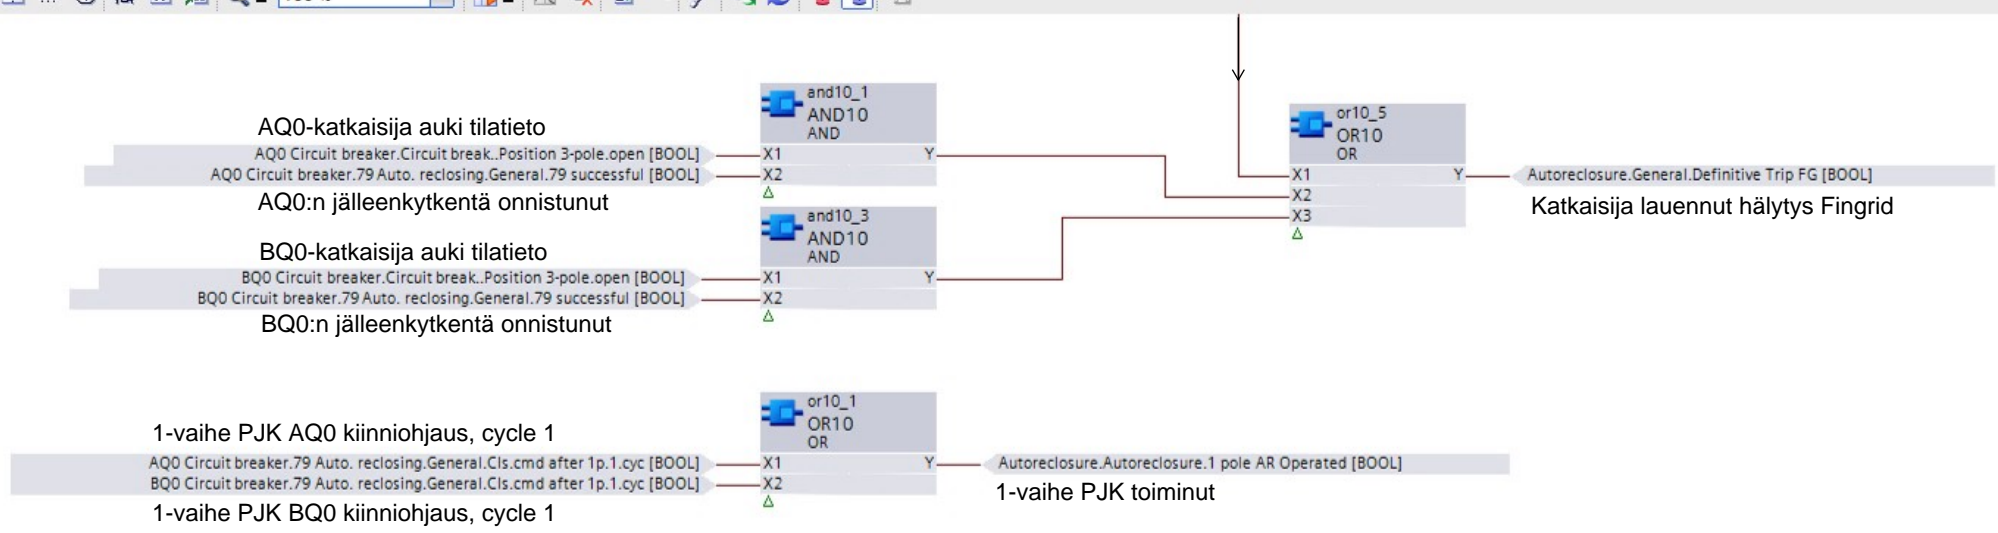 and10_1
AND10
AND
AQ0-katkaisija auki tilatieto
AQ0 Circuit breaker.Circuit break..Position 3-pole.open [BOOL]
X1
Y
AQ0 Circuit breaker.79 Auto. reclosing.General.79 successful [BOOL]
X2
AQ0:n jälleenkytkentä onnistunut
or10_5
OR10
OR
X1
Y
Autoreclosure.General.Definitive Trip FG [BOOL]
X2
X3
Katkaisija lauennut hälytys Fingrid
and10_3
AND10
AND
BQ0-katkaisija auki tilatieto
BQ0 Circuit breaker.Circuit break..Position 3-pole.open [BOOL]
X1
Y
BQ0 Circuit breaker.79 Auto. reclosing.General.79 successful [BOOL]
X2
BQ0:n jälleenkytkentä onnistunut
or10_1
OR10
OR
1-vaihe PJK AQ0 kiinniohjaus, cycle 1
AQ0 Circuit breaker.79 Auto. reclosing.General.Cls.cmd after 1p.1.cyc [BOOL]
X1
Y
Autoreclosure.Autoreclosure.1 pole AR Operated [BOOL]
BQ0 Circuit breaker.79 Auto. reclosing.General.Cls.cmd after 1p.1.cyc [BOOL]
X2
1-vaihe PJK toiminut
1-vaihe PJK BQ0 kiinniohjaus, cycle 1